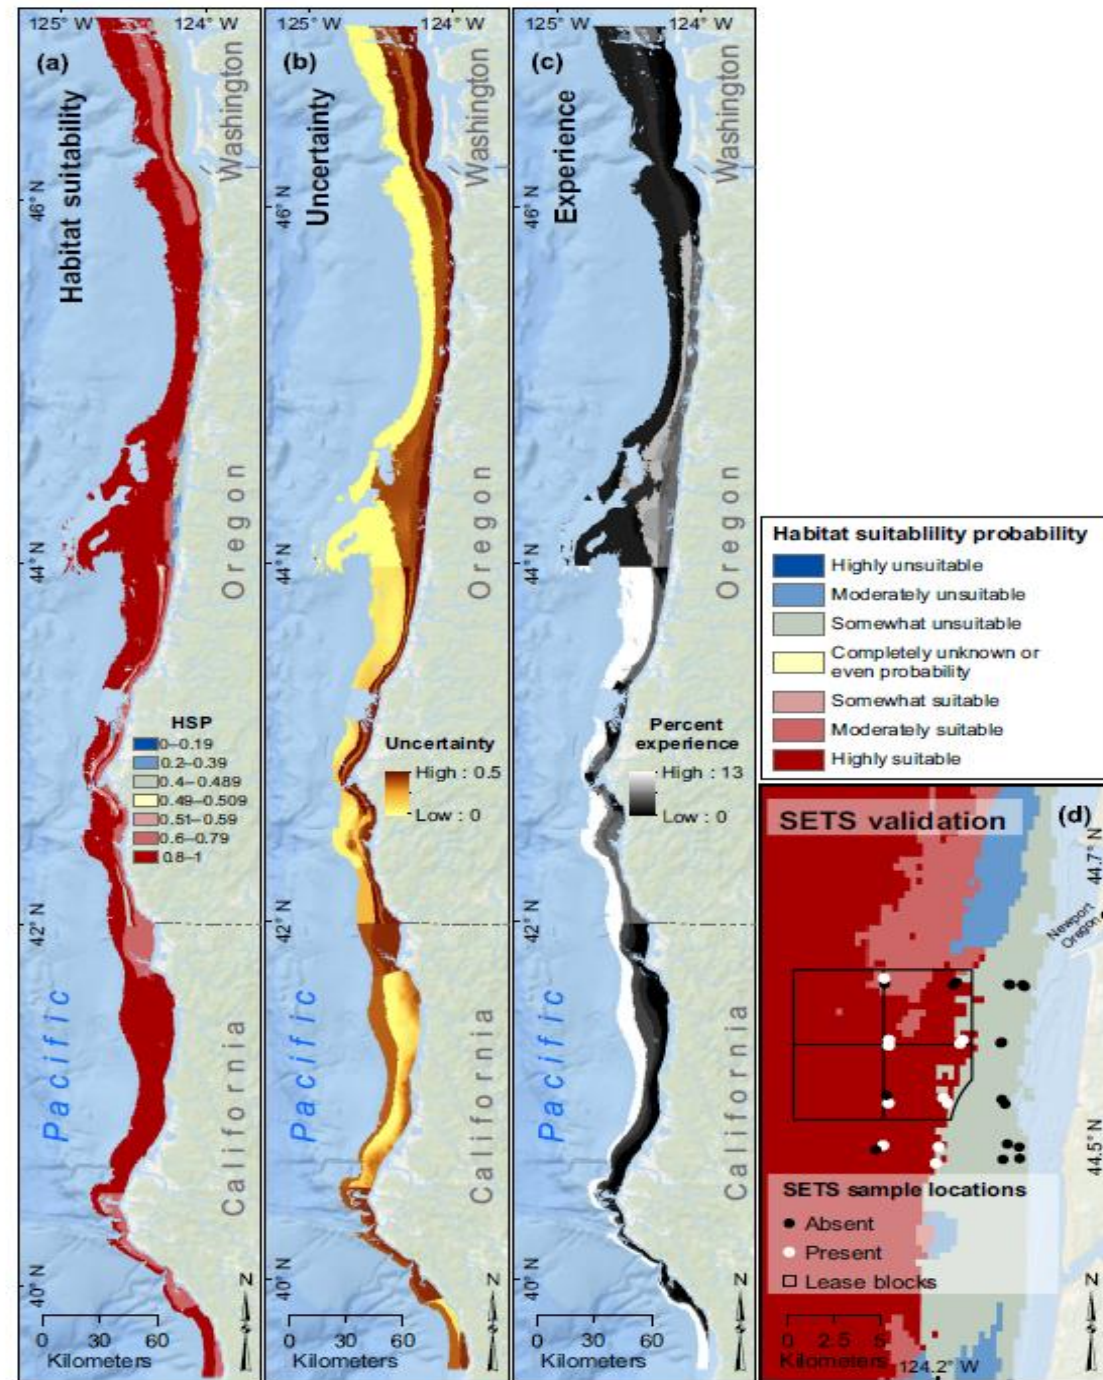 125° W 124° W
(a)
Habitat suitability
Washington
46° N
Oregon
44° N
HSP
0–0.19
0.2–0.39
0.4–0.489
0.49–0.509
0.51–0.59
0.6–0.79
0.8–1
42° N
Pacific
California
40° N
N
0 30 60
Kilometers
125° W 124° W
(b)
Uncertainty
Washington
46° N
Oregon
44° N
Uncertainty
High : 0.5
Low : 0
42° N
Pacific
California
40° N
N
0 30 60
Kilometers
125° W 124° W
(c)
Experience
Washington
46° N
Oregon
44° N
Percent
experience
High : 13
Low : 0
42° N
Pacific
California
40° N
N
0 30 60
Kilometers
Habitat suitablility probability
Highly unsuitable
Moderately unsuitable
Somewhat unsuitable
Completely unknown or
even probability
Somewhat suitable
Moderately suitable
Highly suitable
SETS validation
(d)
44.7° N
Newport
Oregon
44.5° N
SETS sample locations
Absent
Present
Lease blocks
N
0 2.5 5
Kilometers
124.2° W